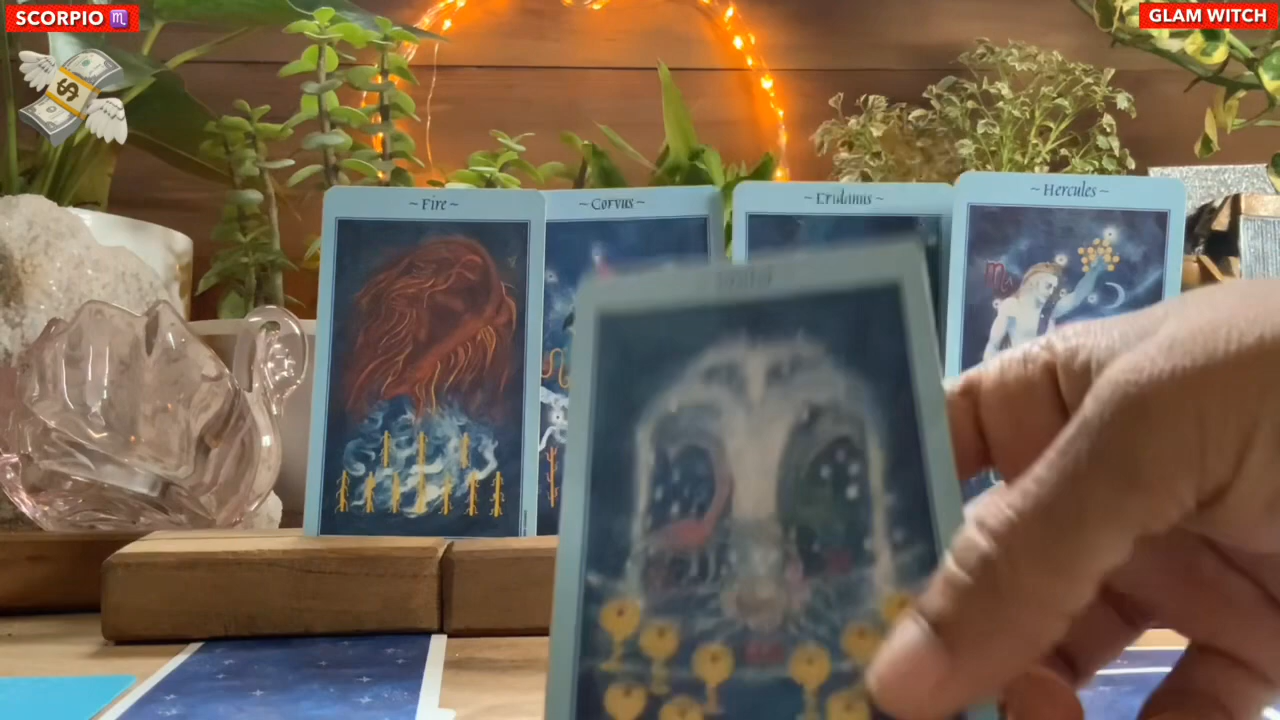 SCORPIO ♏
GLAM WITCH
~Fire~
~Corvus~
~Eridanus~
~Hercules~